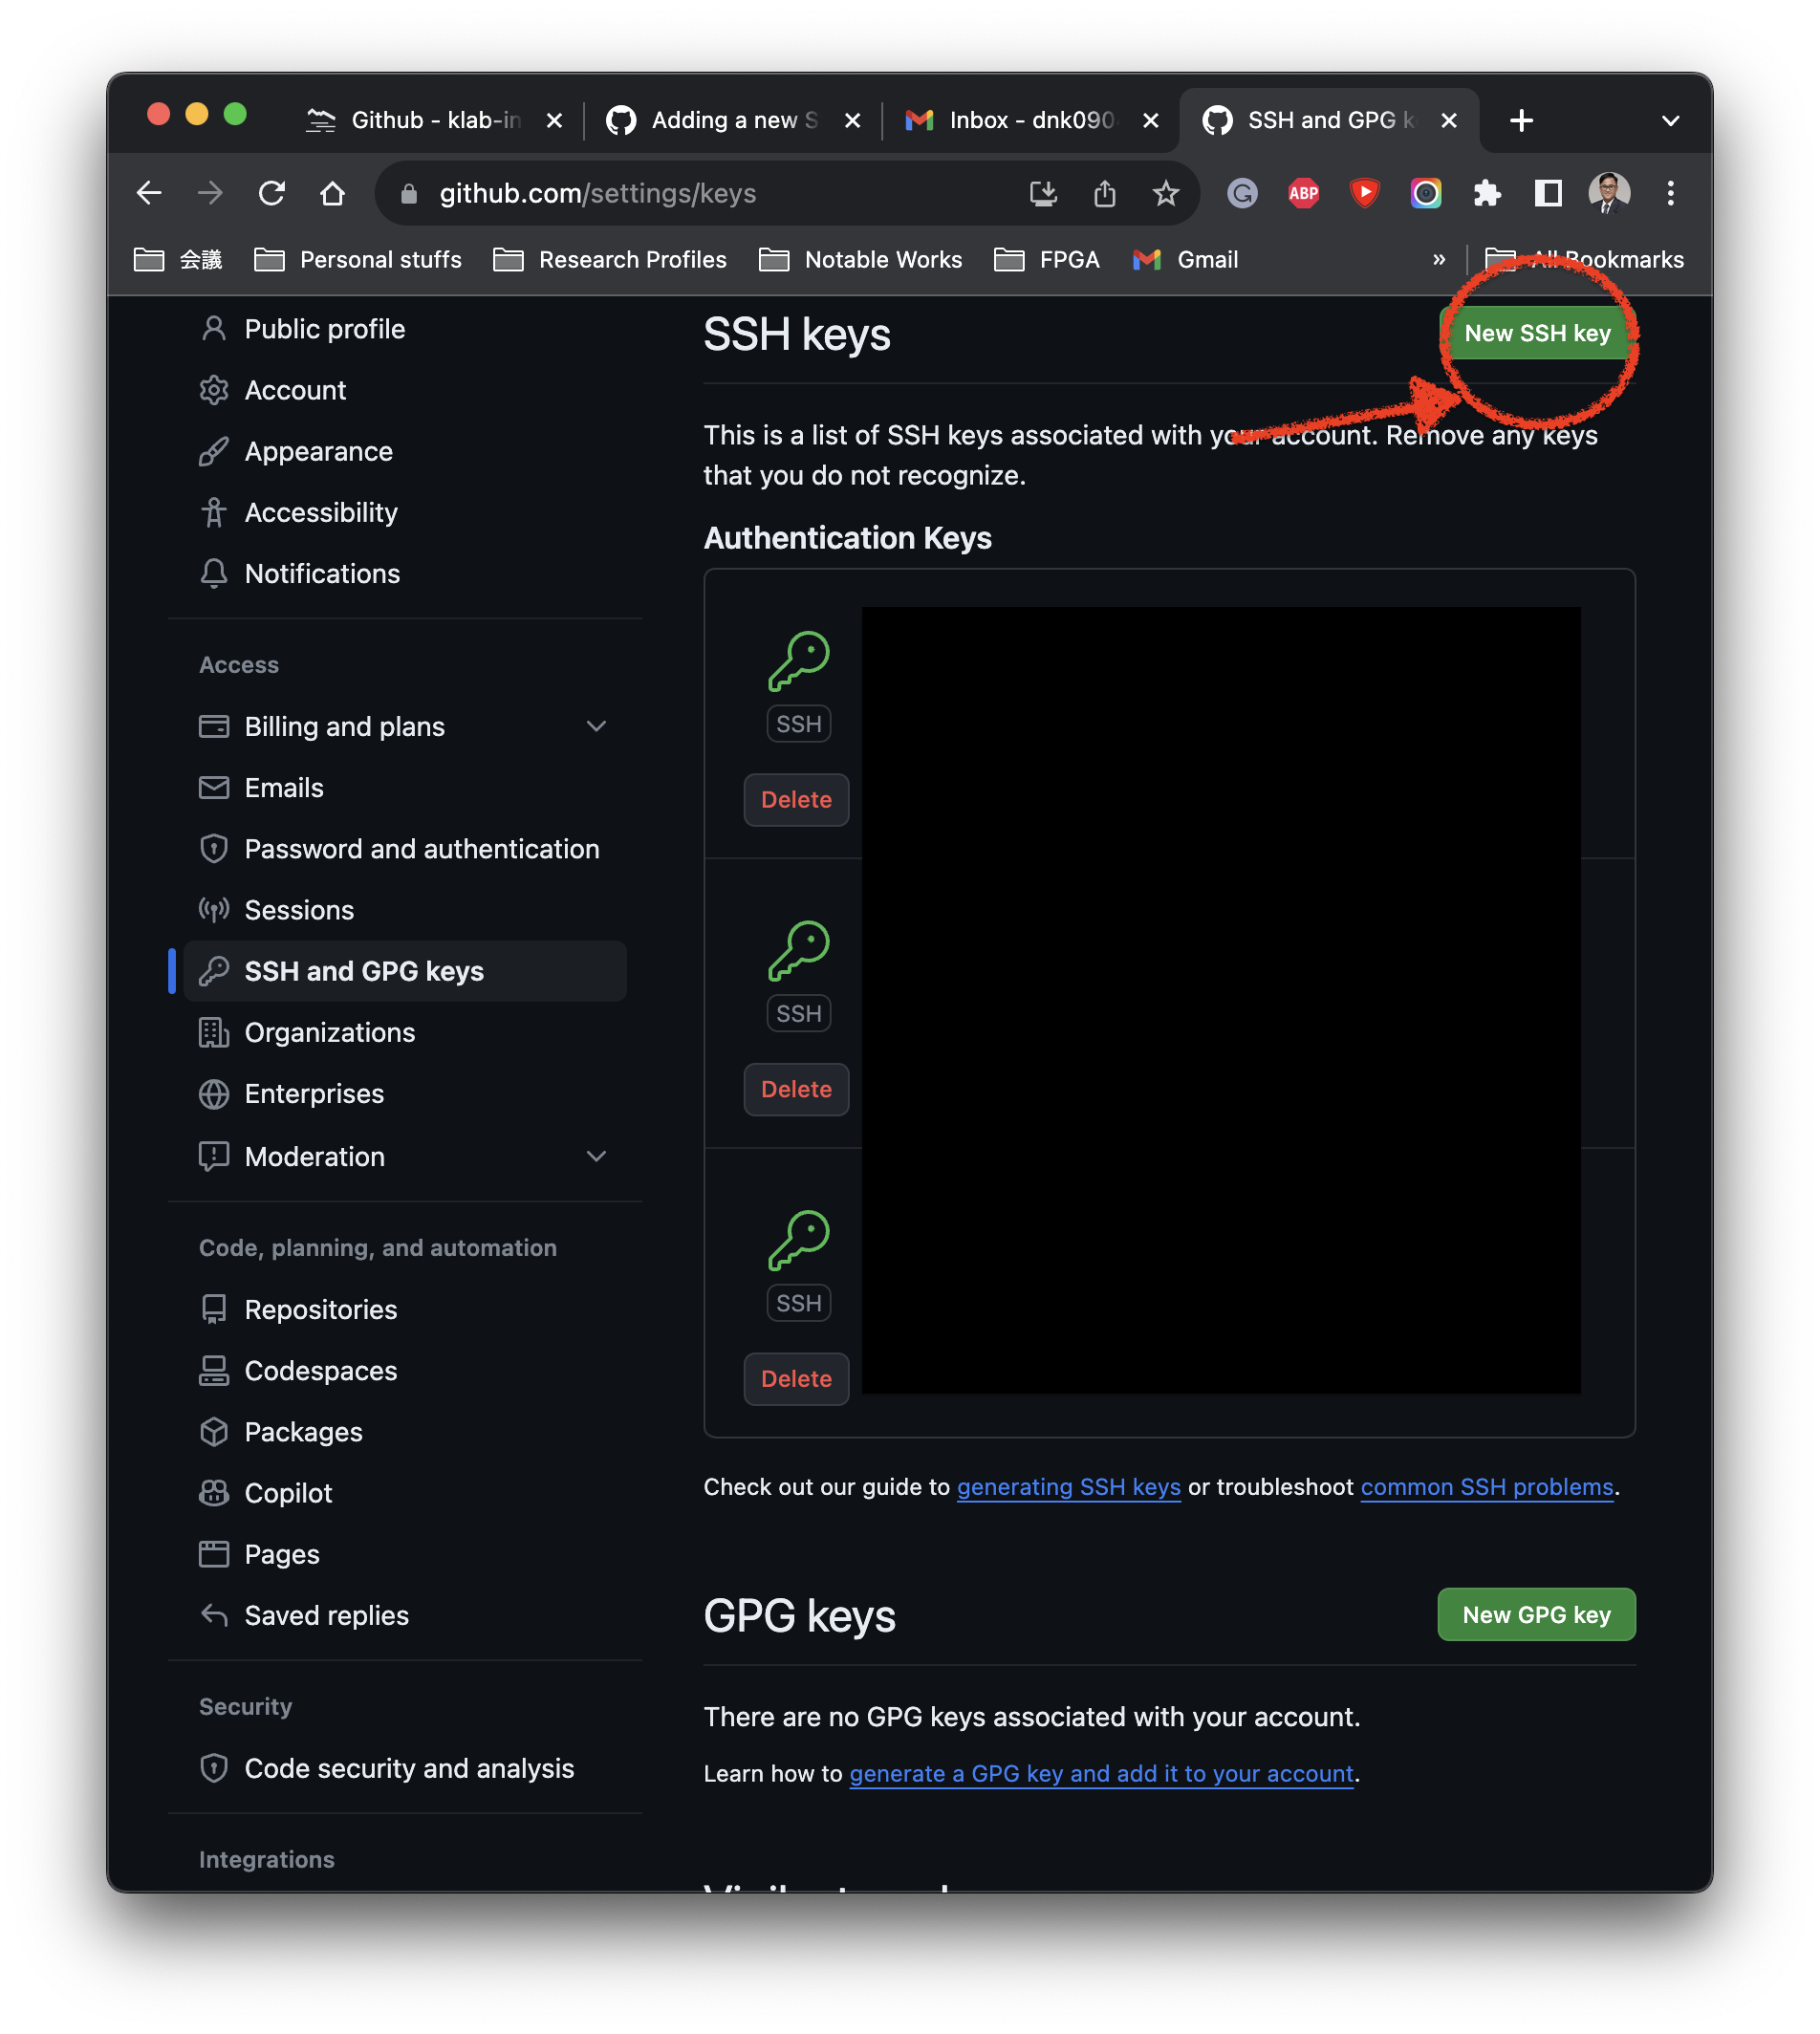 Github - klab-in
Adding a new S
Inbox - dnk090
SSH and GPG k
github.com/settings/keys
ABP
会議
Personal stuffs
Research Profiles
Notable Works
FPGA
Gmail
»
All Bookmarks
Public profile
Account
Appearance
Accessibility
Notifications
Access
Billing and plans
Emails
Password and authentication
Sessions
SSH and GPG keys
Organizations
Enterprises
Moderation
Code, planning, and automation
Repositories
Codespaces
Packages
Copilot
Pages
Saved replies
Security
Code security and analysis
Integrations
SSH keys
New SSH key
This is a list of SSH keys associated with your account. Remove any keys
that you do not recognize.
Authentication Keys
SSH
Delete
SSH
Delete
SSH
Delete
Check out our guide to generating SSH keys or troubleshoot common SSH problems.
GPG keys
New GPG key
There are no GPG keys associated with your account.
Learn how to generate a GPG key and add it to your account.